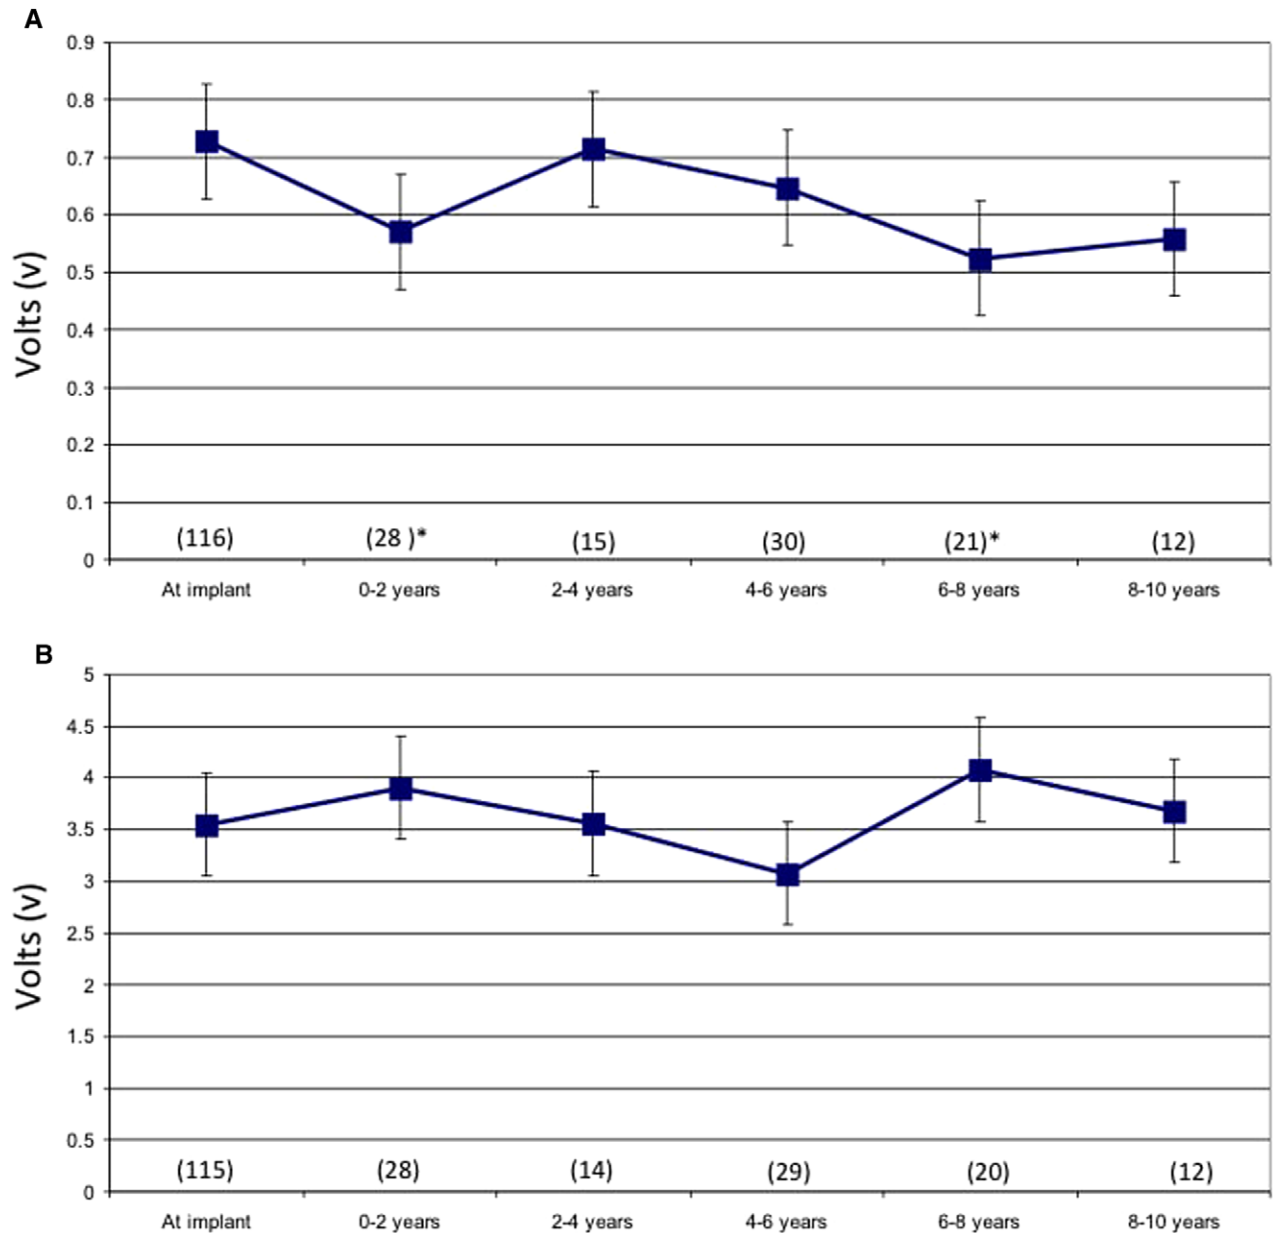 A
0.9
0.8
0.7
0.6
0.5
0.4
0.3
0.2
0.1
0
Volts (v)
(116) (28 )* (15) (30) (21)* (12)
At implant 0-2 years 2-4 years 4-6 years 6-8 years 8-10 years
B
5
4.5
4
3.5
3
2.5
2
1.5
1
0.5
0
Volts (v)
(115) (28) (14) (29) (20) (12)
At implant 0-2 years 2-4 years 4-6 years 6-8 years 8-10 years